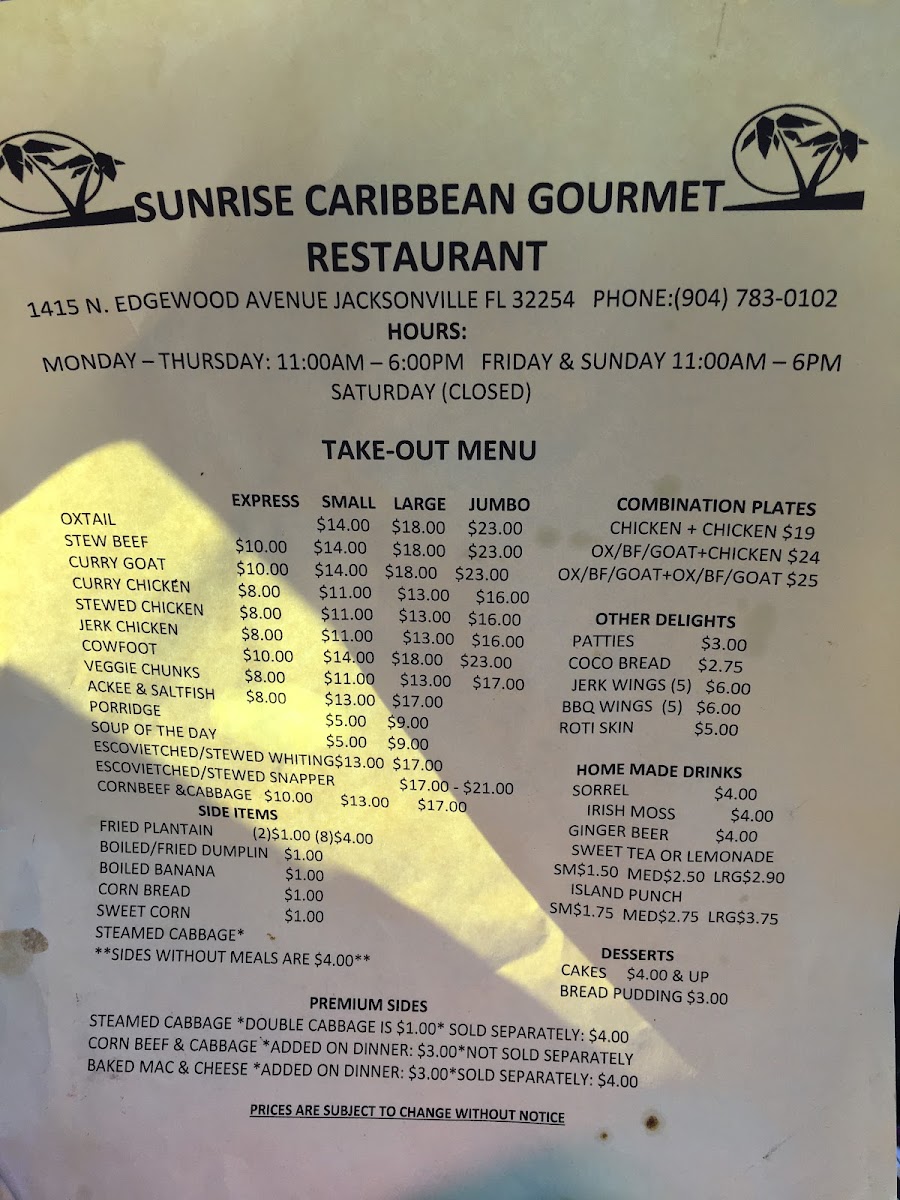 SUNRISE CARIBBEAN GOURMET
RESTAURANT
1415 N. EDGEWOOD AVENUE JACKSONVILLE FL 32254 PHONE:(904) 783-0102
HOURS:
MONDAY – THURSDAY: 11:00AM – 6:00PM FRIDAY & SUNDAY 11:00AM – 6PM
SATURDAY (CLOSED)
TAKE-OUT MENU
EXPRESS SMALL LARGE JUMBO
OXTAIL $14.00 $18.00 $23.00
STEW BEEF $10.00 $14.00 $18.00 $23.00
CURRY GOAT $10.00 $14.00 $18.00 $23.00
CURRY CHICKEN $8.00 $11.00 $13.00 $16.00
STEWED CHICKEN $8.00 $11.00 $13.00 $16.00
JERK CHICKEN $8.00 $11.00 $13.00 $16.00
COWFOOT $10.00 $14.00 $18.00 $23.00
VEGGIE CHUNKS $8.00 $11.00 $13.00 $17.00
ACKEE & SALTFISH $8.00 $13.00 $17.00
PORRIDGE $5.00 $9.00
SOUP OF THE DAY $5.00 $9.00
ESCOVIETCHED/STEWED WHITING$13.00 $17.00
ESCOVIETCHED/STEWED SNAPPER $17.00 - $21.00
CORNBEEF &CABBAGE $10.00 $13.00 $17.00
SIDE ITEMS
FRIED PLANTAIN (2)$1.00 (8)$4.00
BOILED/FRIED DUMPLIN $1.00
BOILED BANANA $1.00
CORN BREAD $1.00
SWEET CORN $1.00
STEAMED CABBAGE*
**SIDES WITHOUT MEALS ARE $4.00**
COMBINATION PLATES
CHICKEN + CHICKEN $19
OX/BF/GOAT+CHICKEN $24
OX/BF/GOAT+OX/BF/GOAT $25
OTHER DELIGHTS
PATTIES $3.00
COCO BREAD $2.75
JERK WINGS (5) $6.00
BBQ WINGS (5) $6.00
ROTI SKIN $5.00
HOME MADE DRINKS
SORREL $4.00
IRISH MOSS $4.00
GINGER BEER $4.00
SWEET TEA OR LEMONADE
SM$1.50 MED$2.50 LRG$2.90
ISLAND PUNCH
SM$1.75 MED$2.75 LRG$3.75
DESSERTS
CAKES $4.00 & UP
BREAD PUDDING $3.00
PREMIUM SIDES
STEAMED CABBAGE *DOUBLE CABBAGE IS $1.00* SOLD SEPARATELY: $4.00
CORN BEEF & CABBAGE *ADDED ON DINNER: $3.00*NOT SOLD SEPARATELY
BAKED MAC & CHEESE *ADDED ON DINNER: $3.00*SOLD SEPARATELY: $4.00
PRICES ARE SUBJECT TO CHANGE WITHOUT NOTICE